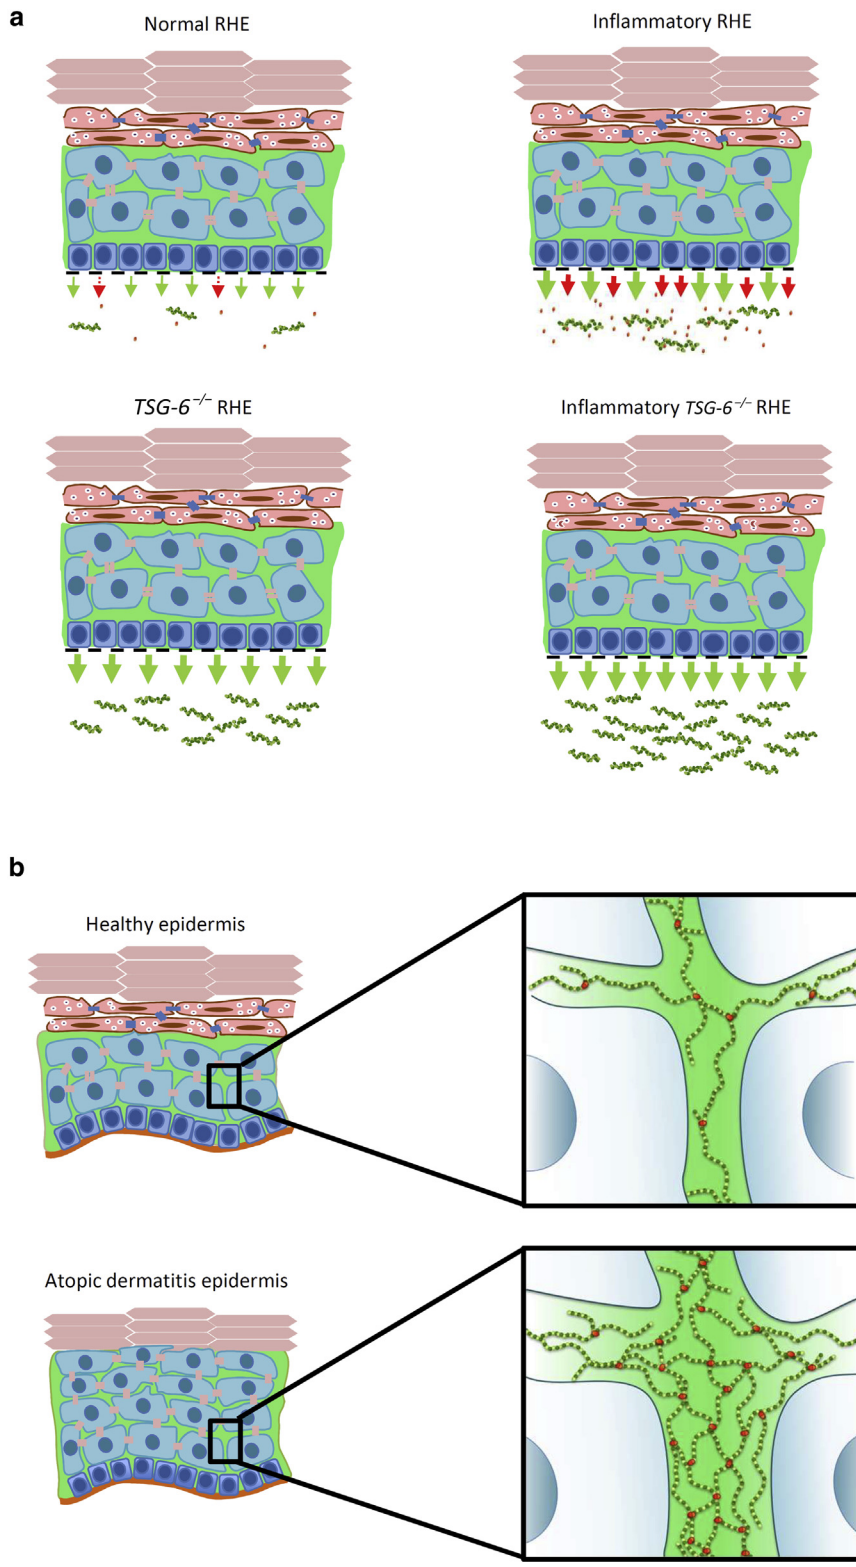 a
Normal RHE
Inflammatory RHE
TSG-6⁻/⁻ RHE
Inflammatory TSG-6⁻/⁻ RHE
b
Healthy epidermis
Atopic dermatitis epidermis